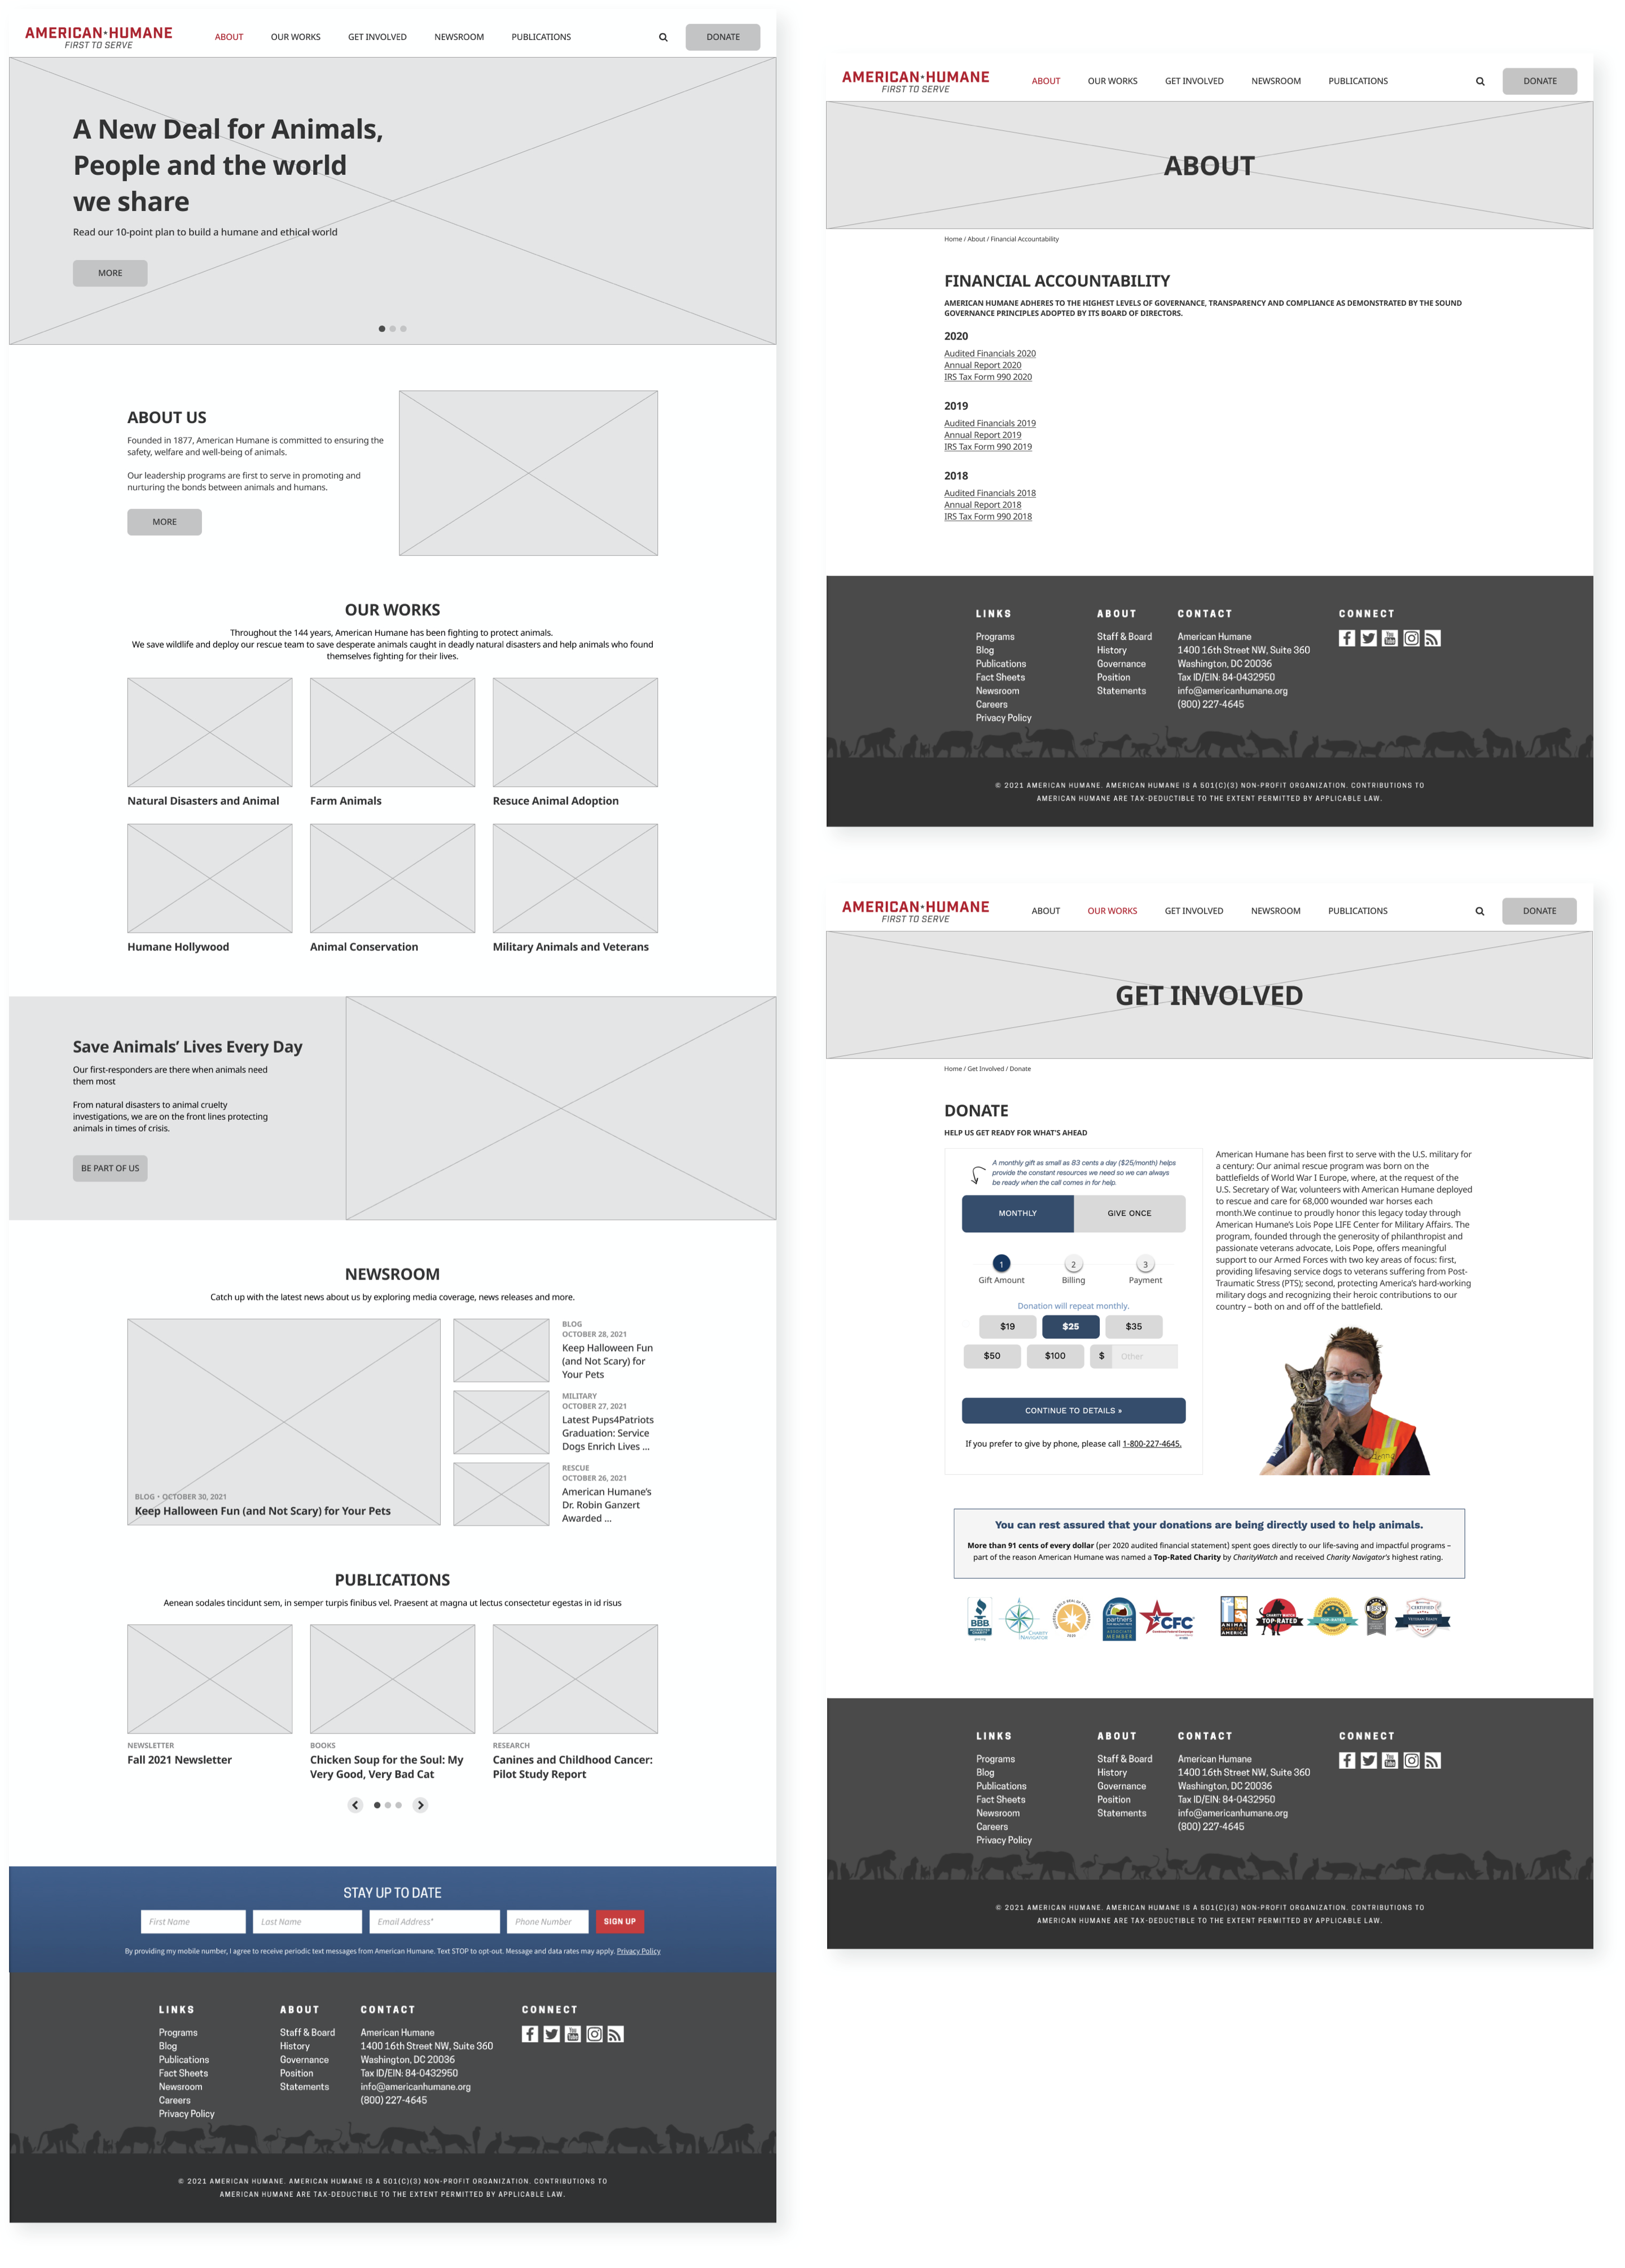 AMERICAN★HUMANE
FIRST TO SERVE
ABOUT
OUR WORKS
GET INVOLVED
NEWSROOM
PUBLICATIONS
DONATE
A New Deal for Animals,
People and the world
we share
Read our 10-point plan to build a humane and ethical world
MORE
ABOUT US
Founded in 1877, American Humane is committed to ensuring the
safety, welfare and well-being of animals.
Our leadership programs are first to serve in promoting and
nurturing the bonds between animals and humans.
MORE
OUR WORKS
Throughout the 144 years, American Humane has been fighting to protect animals.
We save wildlife and deploy our rescue team to save desperate animals caught in deadly natural disasters and help animals who found
themselves fighting for their lives.
Natural Disasters and Animal
Farm Animals
Resuce Animal Adoption
Humane Hollywood
Animal Conservation
Military Animals and Veterans
Save Animals’ Lives Every Day
Our first-responders are there when animals need
them most
From natural disasters to animal cruelty
investigations, we are on the front lines protecting
animals in times of crisis.
BE PART OF US
NEWSROOM
Catch up with the latest news about us by exploring media coverage, news releases and more.
BLOG • OCTOBER 30, 2021
Keep Halloween Fun (and Not Scary) for Your Pets
BLOG
OCTOBER 28, 2021
Keep Halloween Fun
(and Not Scary) for
Your Pets
MILITARY
OCTOBER 27, 2021
Latest Pups4Patriots
Graduation: Service
Dogs Enrich Lives ...
RESCUE
OCTOBER 26, 2021
American Humane’s
Dr. Robin Ganzert
Awarded ...
PUBLICATIONS
Aenean sodales tincidunt sem, in semper turpis finibus vel. Praesent at magna ut lectus consectetur egestas in id risus
NEWSLETTER
Fall 2021 Newsletter
BOOKS
Chicken Soup for the Soul: My
Very Good, Very Bad Cat
RESEARCH
Canines and Childhood Cancer:
Pilot Study Report
STAY UP TO DATE
First Name
Last Name
Email Address*
Phone Number
SIGN UP
By providing my mobile number, I agree to receive periodic text messages from American Humane. Text STOP to opt-out. Message and data rates may apply. Privacy Policy
LINKS
Programs
Blog
Publications
Fact Sheets
Newsroom
Careers
Privacy Policy
ABOUT
Staff & Board
History
Governance
Position
Statements
CONTACT
American Humane
1400 16th Street NW, Suite 360
Washington, DC 20036
Tax ID/EIN: 84-0432950
info@americanhumane.org
(800) 227-4645
CONNECT
You Tube
© 2021 AMERICAN HUMANE. AMERICAN HUMANE IS A 501(C)(3) NON-PROFIT ORGANIZATION. CONTRIBUTIONS TO
AMERICAN HUMANE ARE TAX-DEDUCTIBLE TO THE EXTENT PERMITTED BY APPLICABLE LAW.
AMERICAN★HUMANE
FIRST TO SERVE
ABOUT
OUR WORKS
GET INVOLVED
NEWSROOM
PUBLICATIONS
DONATE
ABOUT
Home / About / Financial Accountability
FINANCIAL ACCOUNTABILITY
AMERICAN HUMANE ADHERES TO THE HIGHEST LEVELS OF GOVERNANCE, TRANSPARENCY AND COMPLIANCE AS DEMONSTRATED BY THE SOUND
GOVERNANCE PRINCIPLES ADOPTED BY ITS BOARD OF DIRECTORS.
2020
Audited Financials 2020
Annual Report 2020
IRS Tax Form 990 2020
2019
Audited Financials 2019
Annual Report 2019
IRS Tax Form 990 2019
2018
Audited Financials 2018
Annual Report 2018
IRS Tax Form 990 2018
LINKS
Programs
Blog
Publications
Fact Sheets
Newsroom
Careers
Privacy Policy
ABOUT
Staff & Board
History
Governance
Position
Statements
CONTACT
American Humane
1400 16th Street NW, Suite 360
Washington, DC 20036
Tax ID/EIN: 84-0432950
info@americanhumane.org
(800) 227-4645
CONNECT
You Tube
© 2021 AMERICAN HUMANE. AMERICAN HUMANE IS A 501(C)(3) NON-PROFIT ORGANIZATION. CONTRIBUTIONS TO
AMERICAN HUMANE ARE TAX-DEDUCTIBLE TO THE EXTENT PERMITTED BY APPLICABLE LAW.
AMERICAN★HUMANE
FIRST TO SERVE
ABOUT
OUR WORKS
GET INVOLVED
NEWSROOM
PUBLICATIONS
DONATE
GET INVOLVED
Home / Get Involved / Donate
DONATE
HELP US GET READY FOR WHAT'S AHEAD
A monthly gift as small as 83 cents a day ($25/month) helps
provide the constant resources we need so we can always
be ready when the call comes in for help.
MONTHLY
GIVE ONCE
1
2
3
Gift Amount
Billing
Payment
Donation will repeat monthly.
$19
$25
$35
$50
$100
$
Other
CONTINUE TO DETAILS »
If you prefer to give by phone, please call 1-800-227-4645.
American Humane has been first to serve with the U.S. military for
a century: Our animal rescue program was born on the
battlefields of World War I Europe, where, at the request of the
U.S. Secretary of War, volunteers with American Humane deployed
to rescue and care for 68,000 wounded war horses each
month.We continue to proudly honor this legacy today through
American Humane’s Lois Pope LIFE Center for Military Affairs. The
program, founded through the generosity of philanthropist and
passionate veterans advocate, Lois Pope, offers meaningful
support to our Armed Forces with two key areas of focus: first,
providing lifesaving service dogs to veterans suffering from Post-
Traumatic Stress (PTS); second, protecting America’s hard-working
military dogs and recognizing their heroic contributions to our
country – both on and off of the battlefield.
You can rest assured that your donations are being directly used to help animals.
More than 91 cents of every dollar (per 2020 audited financial statement) spent goes directly to our life-saving and impactful programs –
part of the reason American Humane was named a Top-Rated Charity by CharityWatch and received Charity Navigator's highest rating.
BBB
ACCREDITED
CHARITY
CHARITY
NAVIGATOR
2020
partners
ASSOCIATE
MEMBER
CFC
ANIMAL
CHARITIES
AMERICA
CHARITY WATCH
TOP-RATED
TOP-RATED
BEST
CERTIFIED
LINKS
Programs
Blog
Publications
Fact Sheets
Newsroom
Careers
Privacy Policy
ABOUT
Staff & Board
History
Governance
Position
Statements
CONTACT
American Humane
1400 16th Street NW, Suite 360
Washington, DC 20036
Tax ID/EIN: 84-0432950
info@americanhumane.org
(800) 227-4645
CONNECT
You Tube
© 2021 AMERICAN HUMANE. AMERICAN HUMANE IS A 501(C)(3) NON-PROFIT ORGANIZATION. CONTRIBUTIONS TO
AMERICAN HUMANE ARE TAX-DEDUCTIBLE TO THE EXTENT PERMITTED BY APPLICABLE LAW.